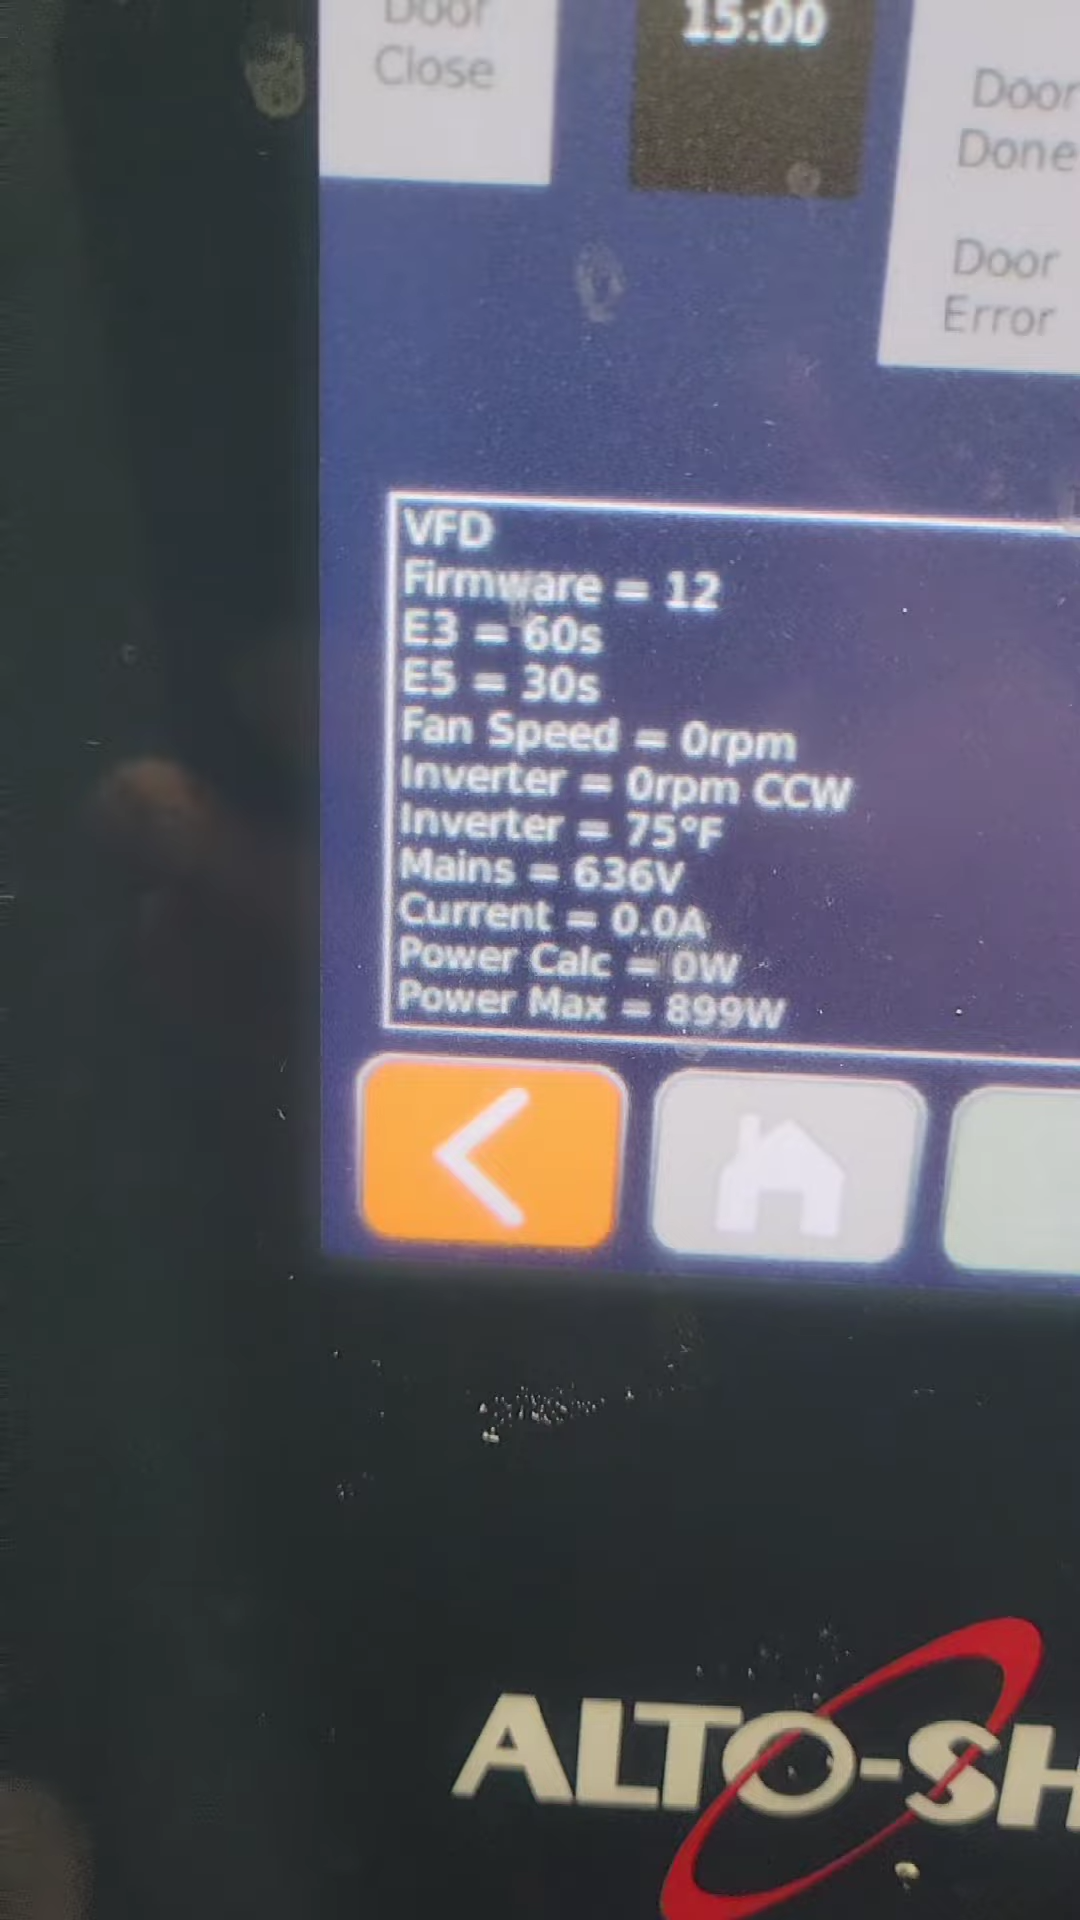 Door
Close
15:00
Door
Done
Door
Error
VFD
Firmware = 12
E3 = 60s
E5 = 30s
Fan Speed = 0rpm
Inverter = 0rpm CCW
Inverter = 75°F
Mains = 636V
Current = 0.0A
Power Calc = 0W
Power Max = 899W
ALTO-SH